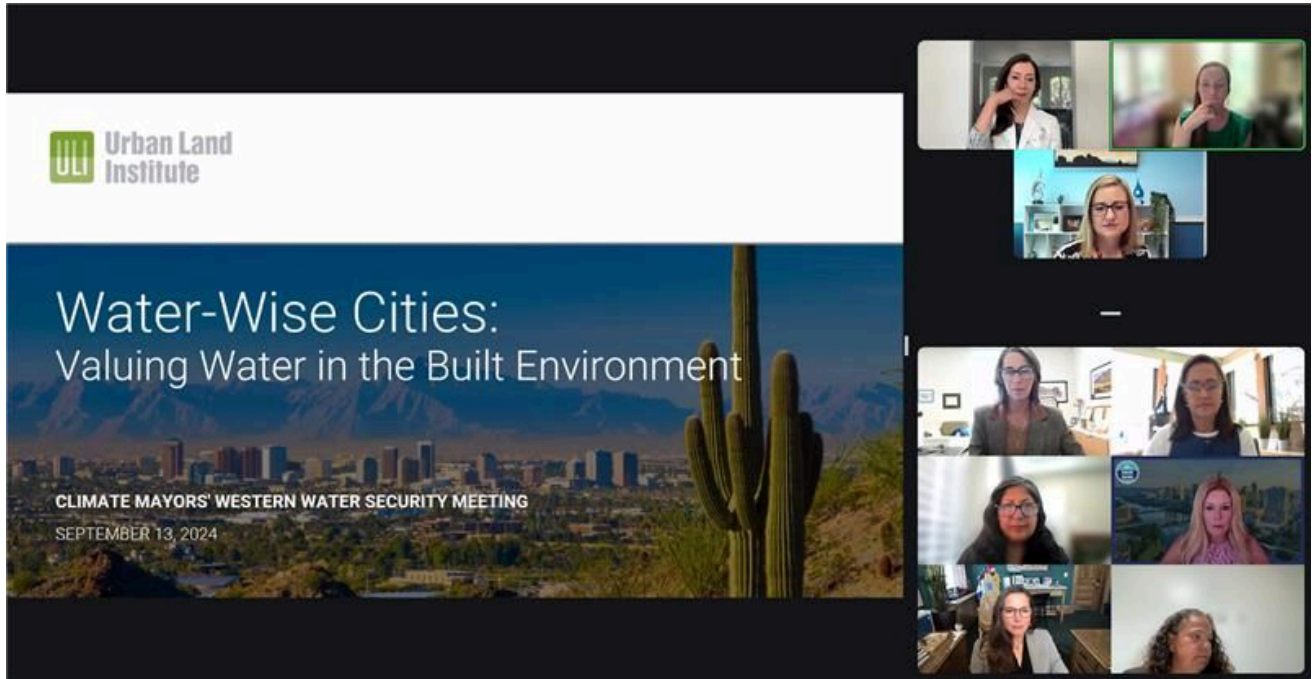 ULI
Urban Land
Institute
Water-Wise Cities:
Valuing Water in the Built Environment
CLIMATE MAYORS' WESTERN WATER SECURITY MEETING
SEPTEMBER 13, 2024